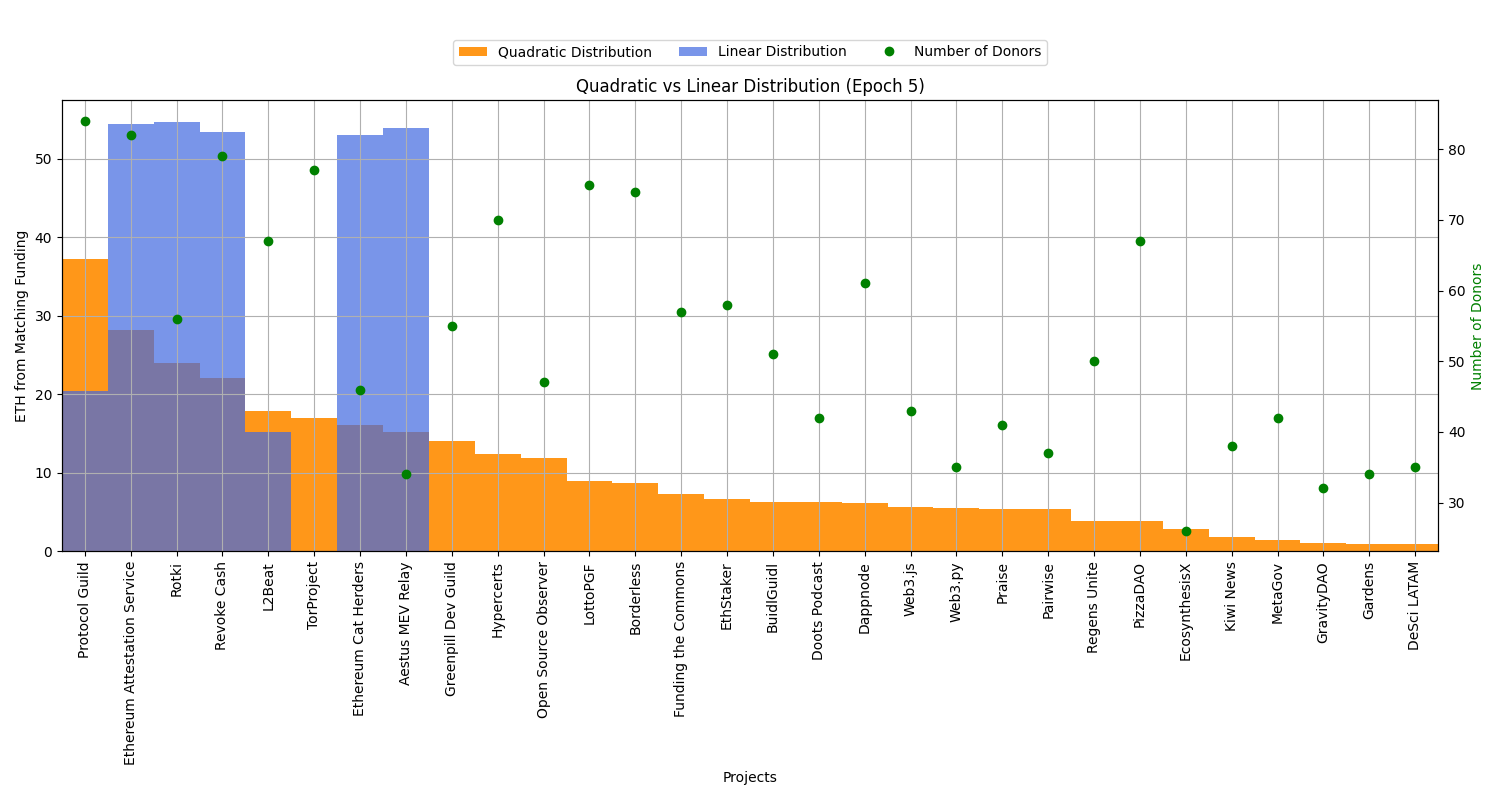 Quadratic Distribution
Linear Distribution
Number of Donors
Quadratic vs Linear Distribution (Epoch 5)
ETH from Matching Funding
50
40
30
20
10
0
80
70
60
50
40
30
Number of Donors
Protocol Guild
Ethereum Attestation Service
Rotki
Revoke Cash
L2Beat
TorProject
Ethereum Cat Herders
Aestus MEV Relay
Greenpill Dev Guild
Hypercerts
Open Source Observer
LottoPGF
Borderless
Funding the Commons
EthStaker
BuidlGuidl
Doots Podcast
Dappnode
Web3.js
Web3.py
Praise
Pairwise
Regens Unite
PizzaDAO
EcosynthesisX
Kiwi News
MetaGov
GravityDAO
Gardens
DeSci LATAM
Projects